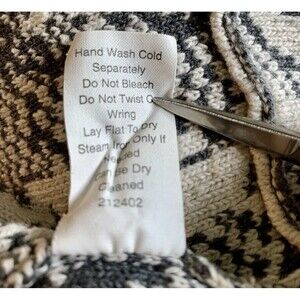 Hand Wash Cold
Separately
Do Not Bleach
Do Not Twist O
Wring
Lay Flat To Dry
Steam Iron Only If
Needed
Dry
Cleaned
212402